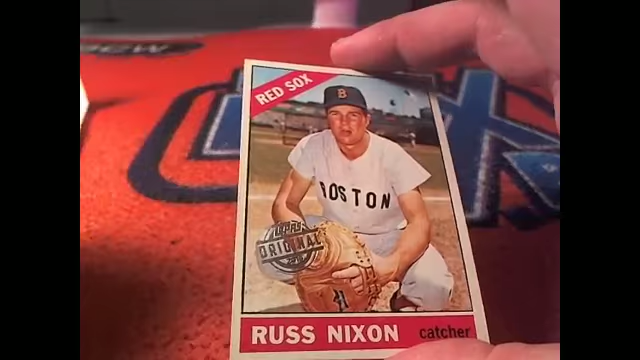 RED SOX
B
BOSTON
TOPPS
ORIGINAL
RUSS NIXON catcher